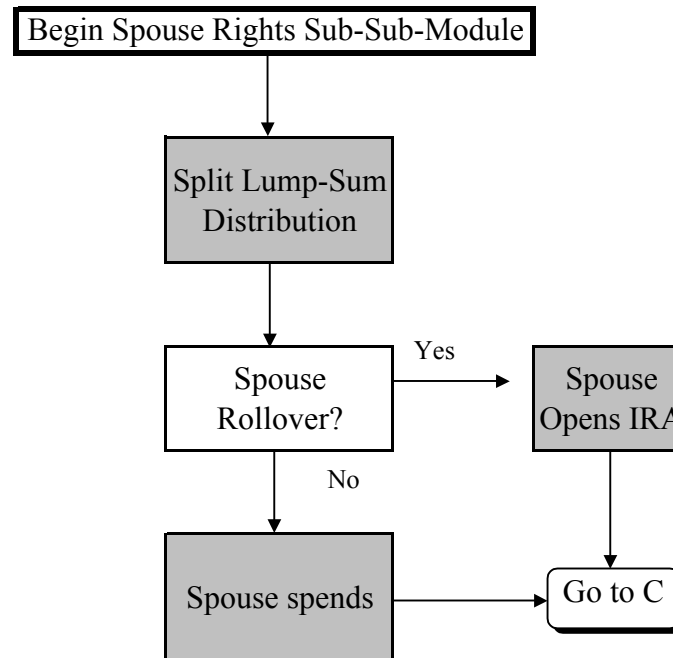 Begin Spouse Rights Sub-Sub-Module
Split Lump-Sum
Distribution
Spouse
Rollover?
Yes
Spouse
Opens IRA
No
Spouse spends
Go to C